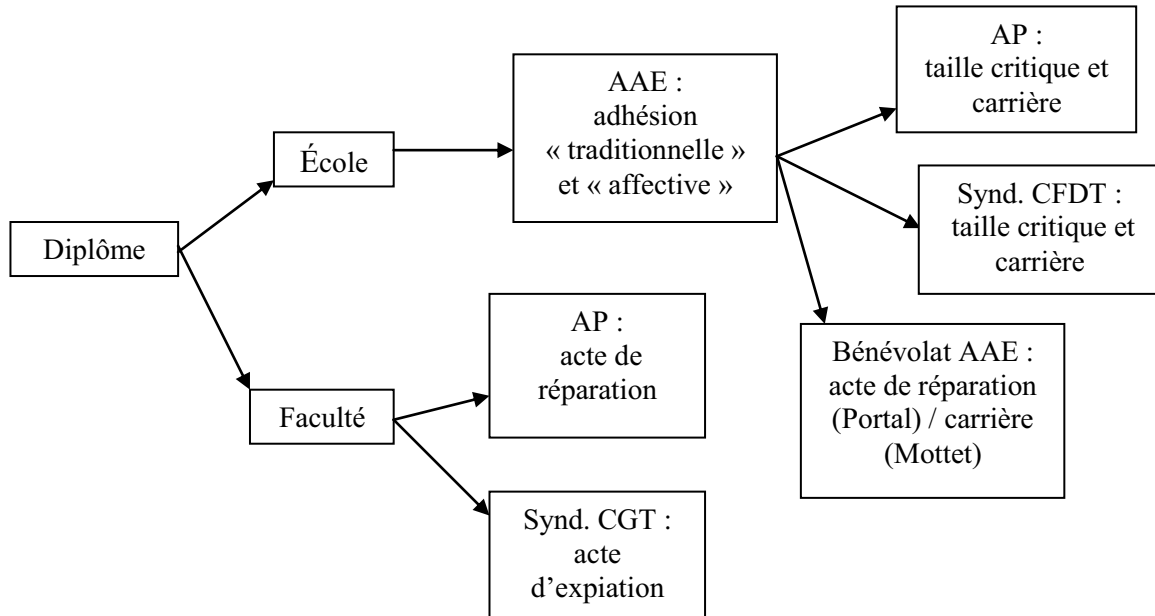 Diplôme
École
Faculté
AAE :
adhésion
« traditionnelle »
et « affective »
AP :
acte de
réparation
Synd. CGT :
acte
d’expiation
AP :
taille critique et
carrière
Synd. CFDT :
taille critique et
carrière
Bénévolat AAE :
acte de réparation
(Portal) / carrière
(Mottet)